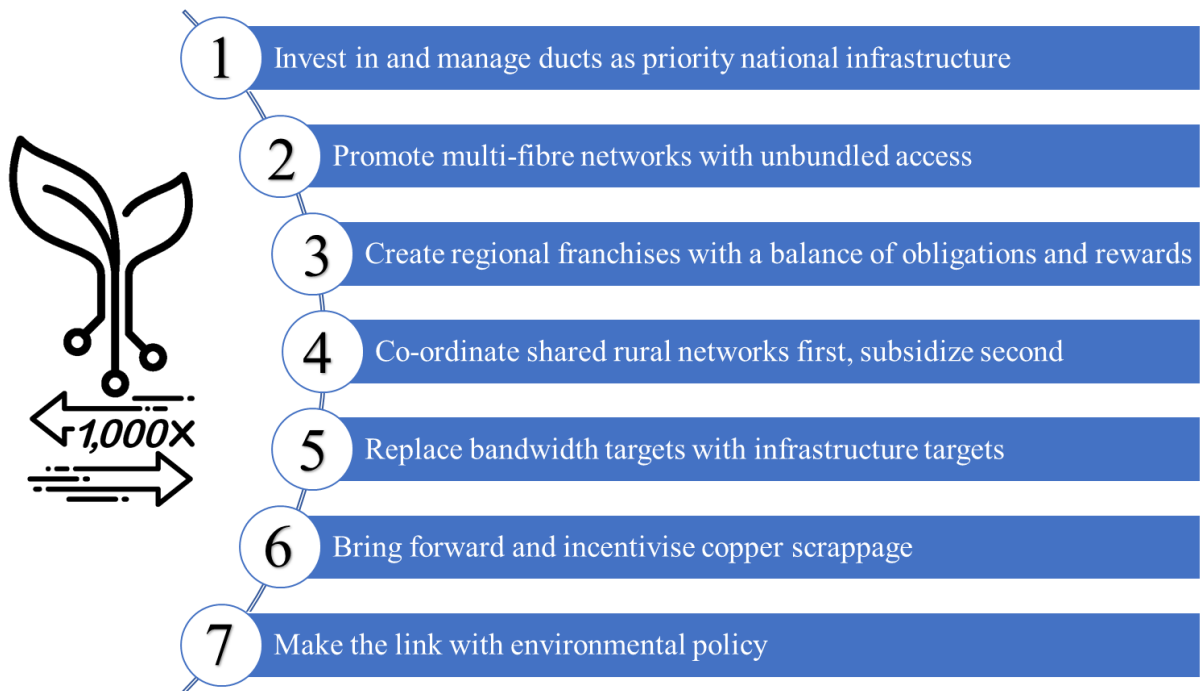 1
Invest in and manage ducts as priority national infrastructure
2
Promote multi-fibre networks with unbundled access
3
Create regional franchises with a balance of obligations and rewards
4
Co-ordinate shared rural networks first, subsidize second
1,000X
5
Replace bandwidth targets with infrastructure targets
6
Bring forward and incentivise copper scrappage
7
Make the link with environmental policy